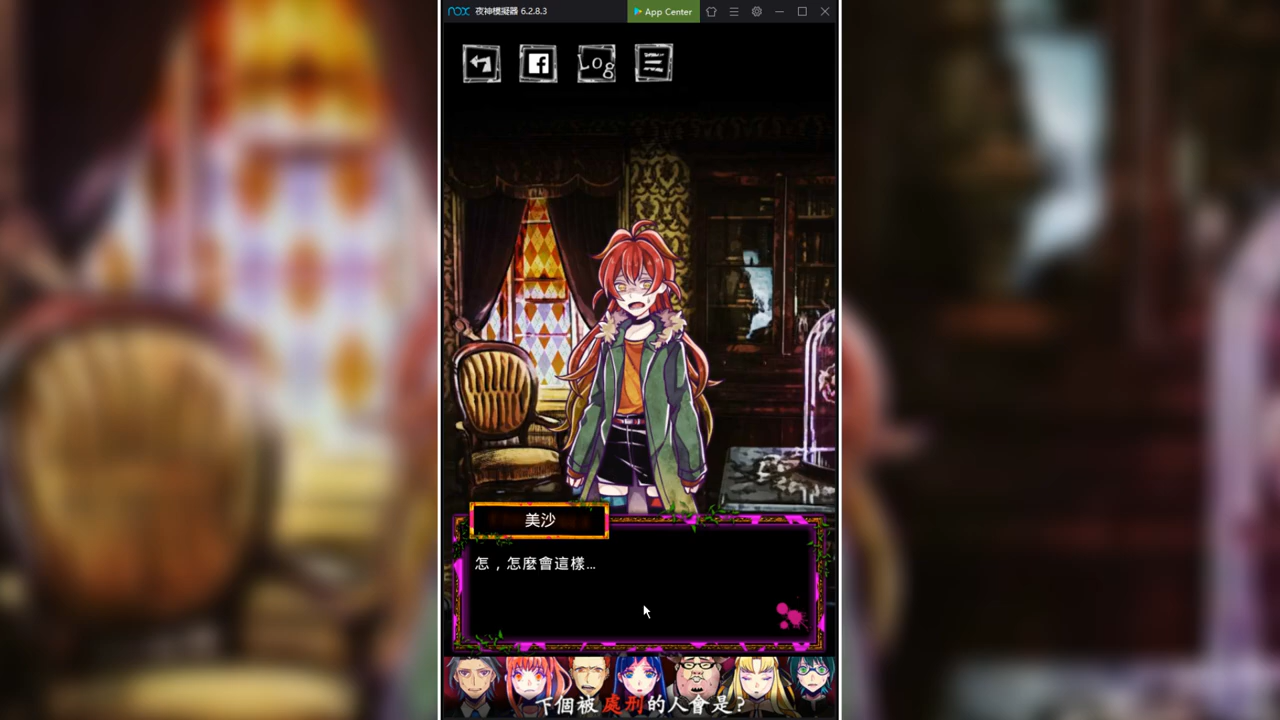 nox 夜神模擬器 6.2.8.3
App Center
Log
美沙
怎，怎麼會這樣...
下個被處刑的人會是?